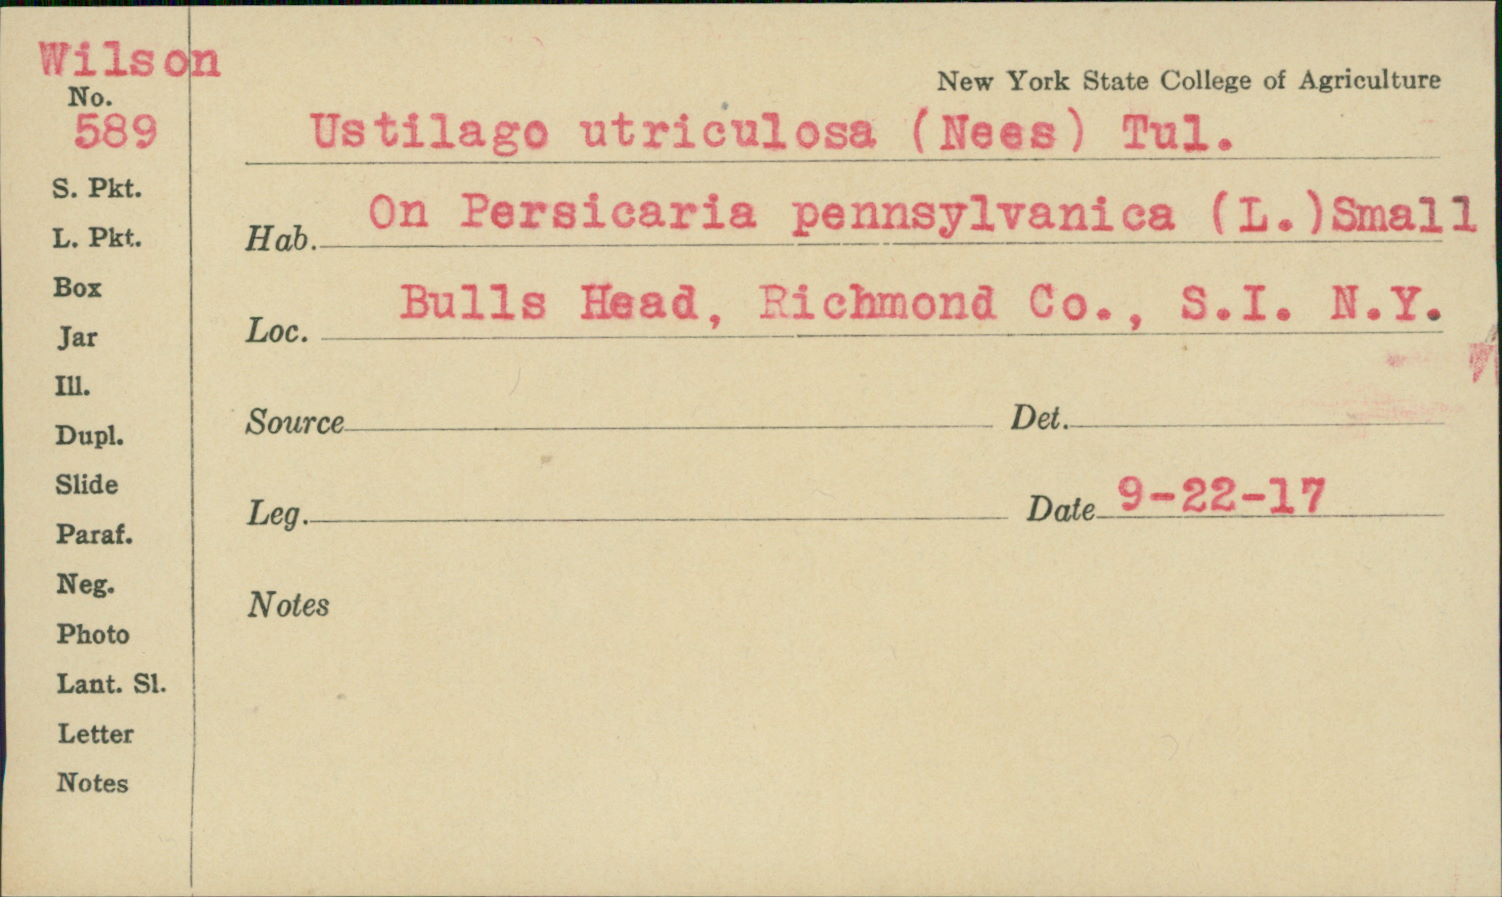 Wilson
New York State College of Agriculture
No.
589
Ustilago utriculosa (Nees) Tul.
S. Pkt.
L. Pkt.
Hab. On Persicaria pennsylvanica (L.)Small
Box
Loc. Bulls Head, Richmond Co., S.I. N.Y.
Jar
Ill.
Source Det.
Dupl.
Slide
Leg. Date 9-22-17
Paraf.
Neg.
Notes
Photo
Lant. Sl.
Letter
Notes